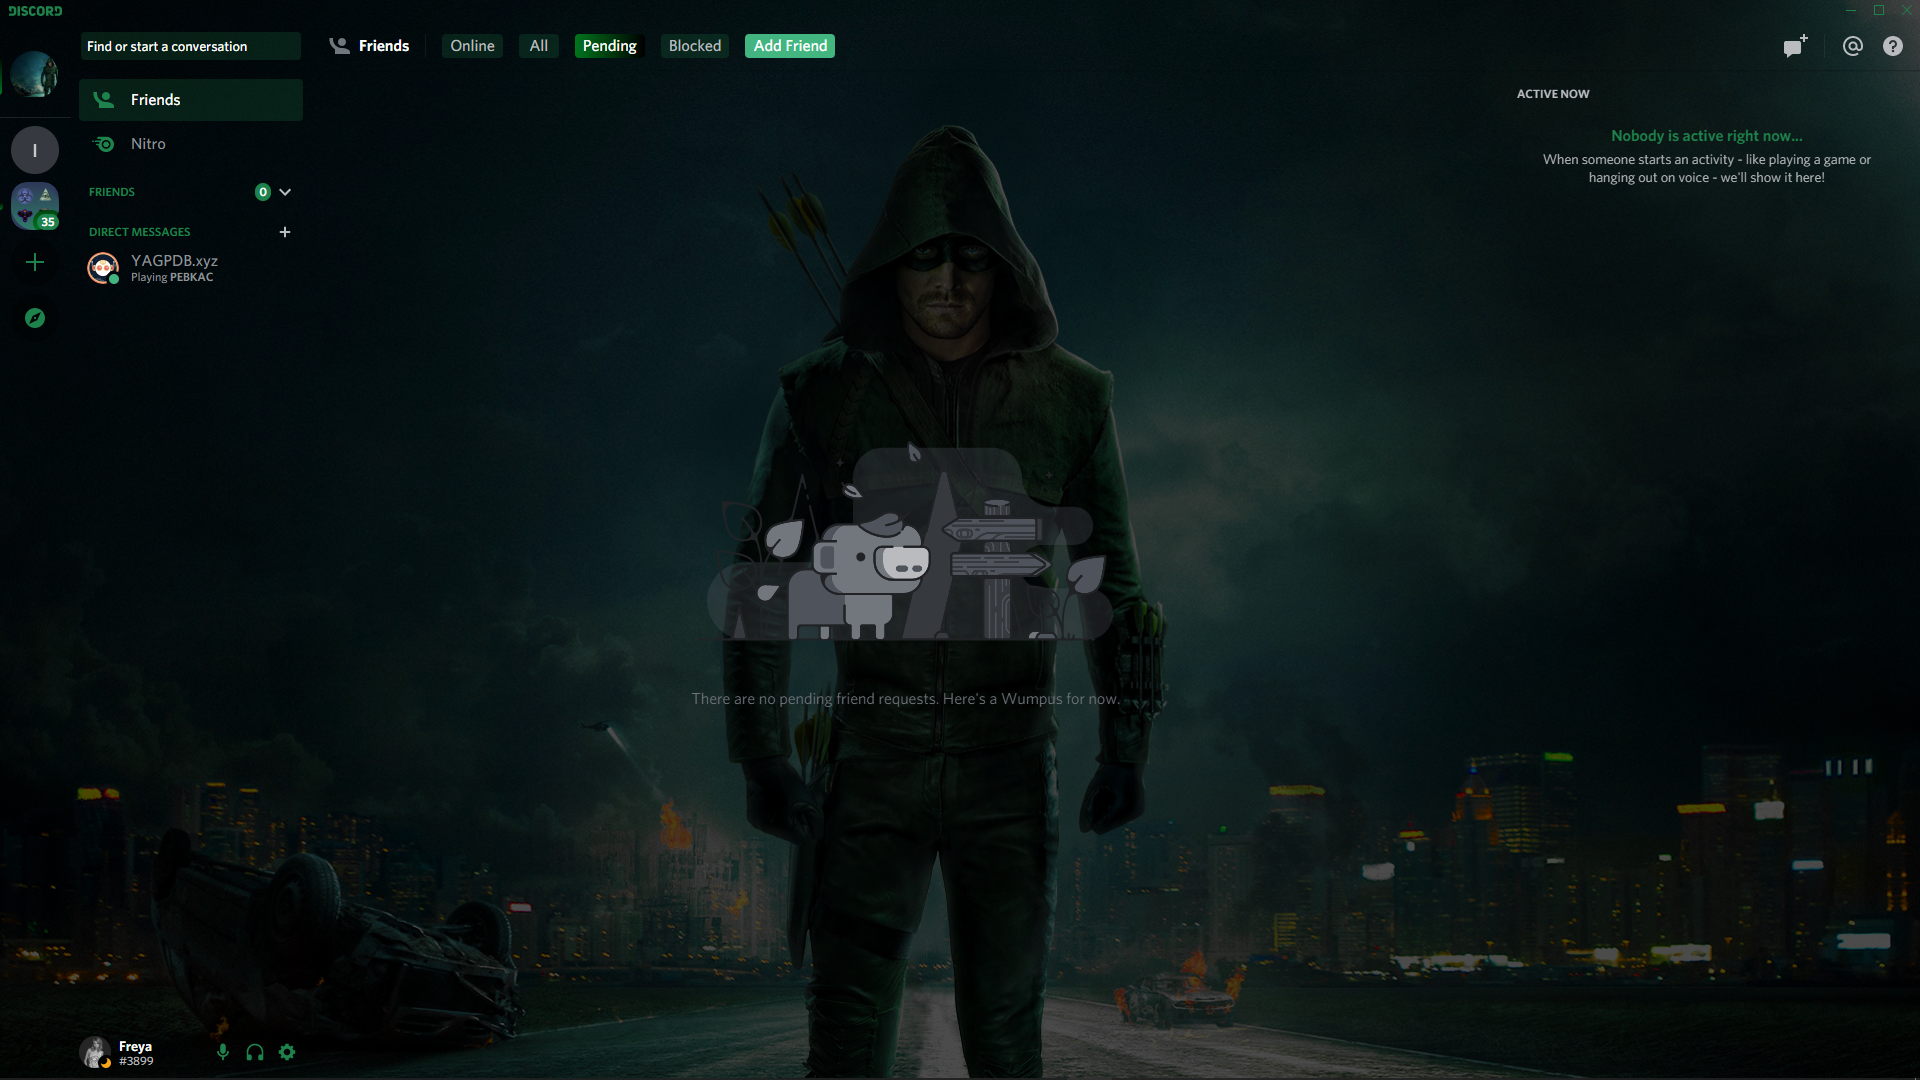 DISCORD
Find or start a conversation
Friends
Online
All
Pending
Blocked
Add Friend
Friends
Nitro
FRIENDS
0
DIRECT MESSAGES
YAGPDB.xyz
Playing PEBKAC
I
35
ACTIVE NOW
Nobody is active right now...
When someone starts an activity - like playing a game or
hanging out on voice - we'll show it here!
There are no pending friend requests. Here's a Wumpus for now.
Freya
#3899